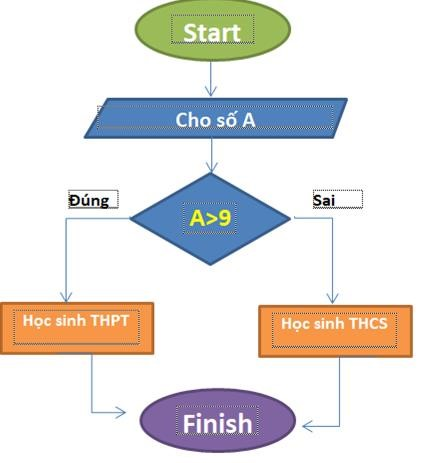 Start
Cho số A
A>9
Đúng
Sai
Học sinh THPT
Học sinh THCS
Finish